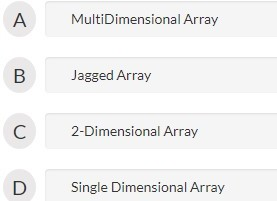 A MultiDimensional Array
B Jagged Array
C 2-Dimensional Array
D Single Dimensional Array